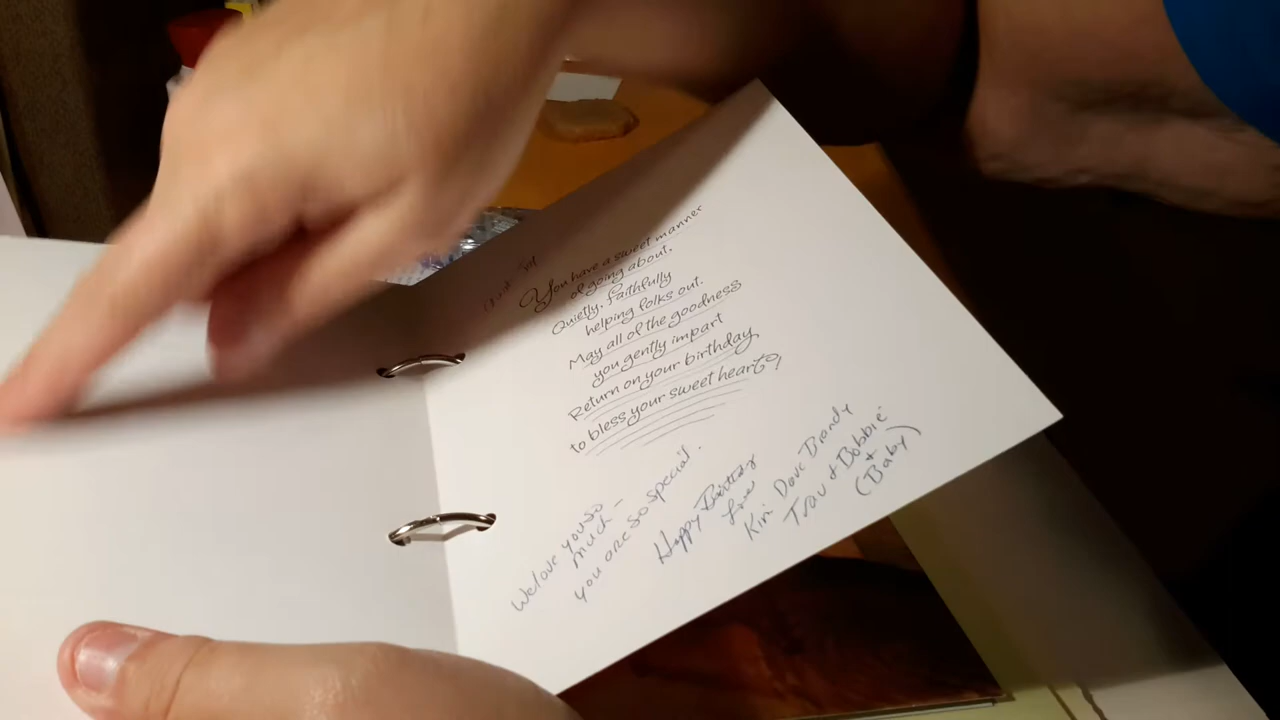 You have a sweet manner
of going about,
Quietly, faithfully
helping folks out.
May all of the goodness
you gently impart
Return on your birthday
to bless your sweet heart!
We love you so
much -
you are so special.
Happy Birthday
Love
Kim Dave Brandy
Trav & Bobbie
+
(Baby)